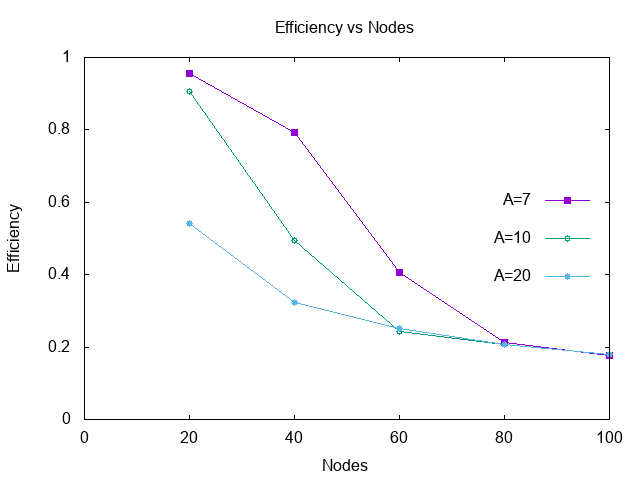 Efficiency vs Nodes
1
0.8
0.6
0.4
0.2
0
Efficiency
A=7
A=10
A=20
0 20 40 60 80 100
Nodes